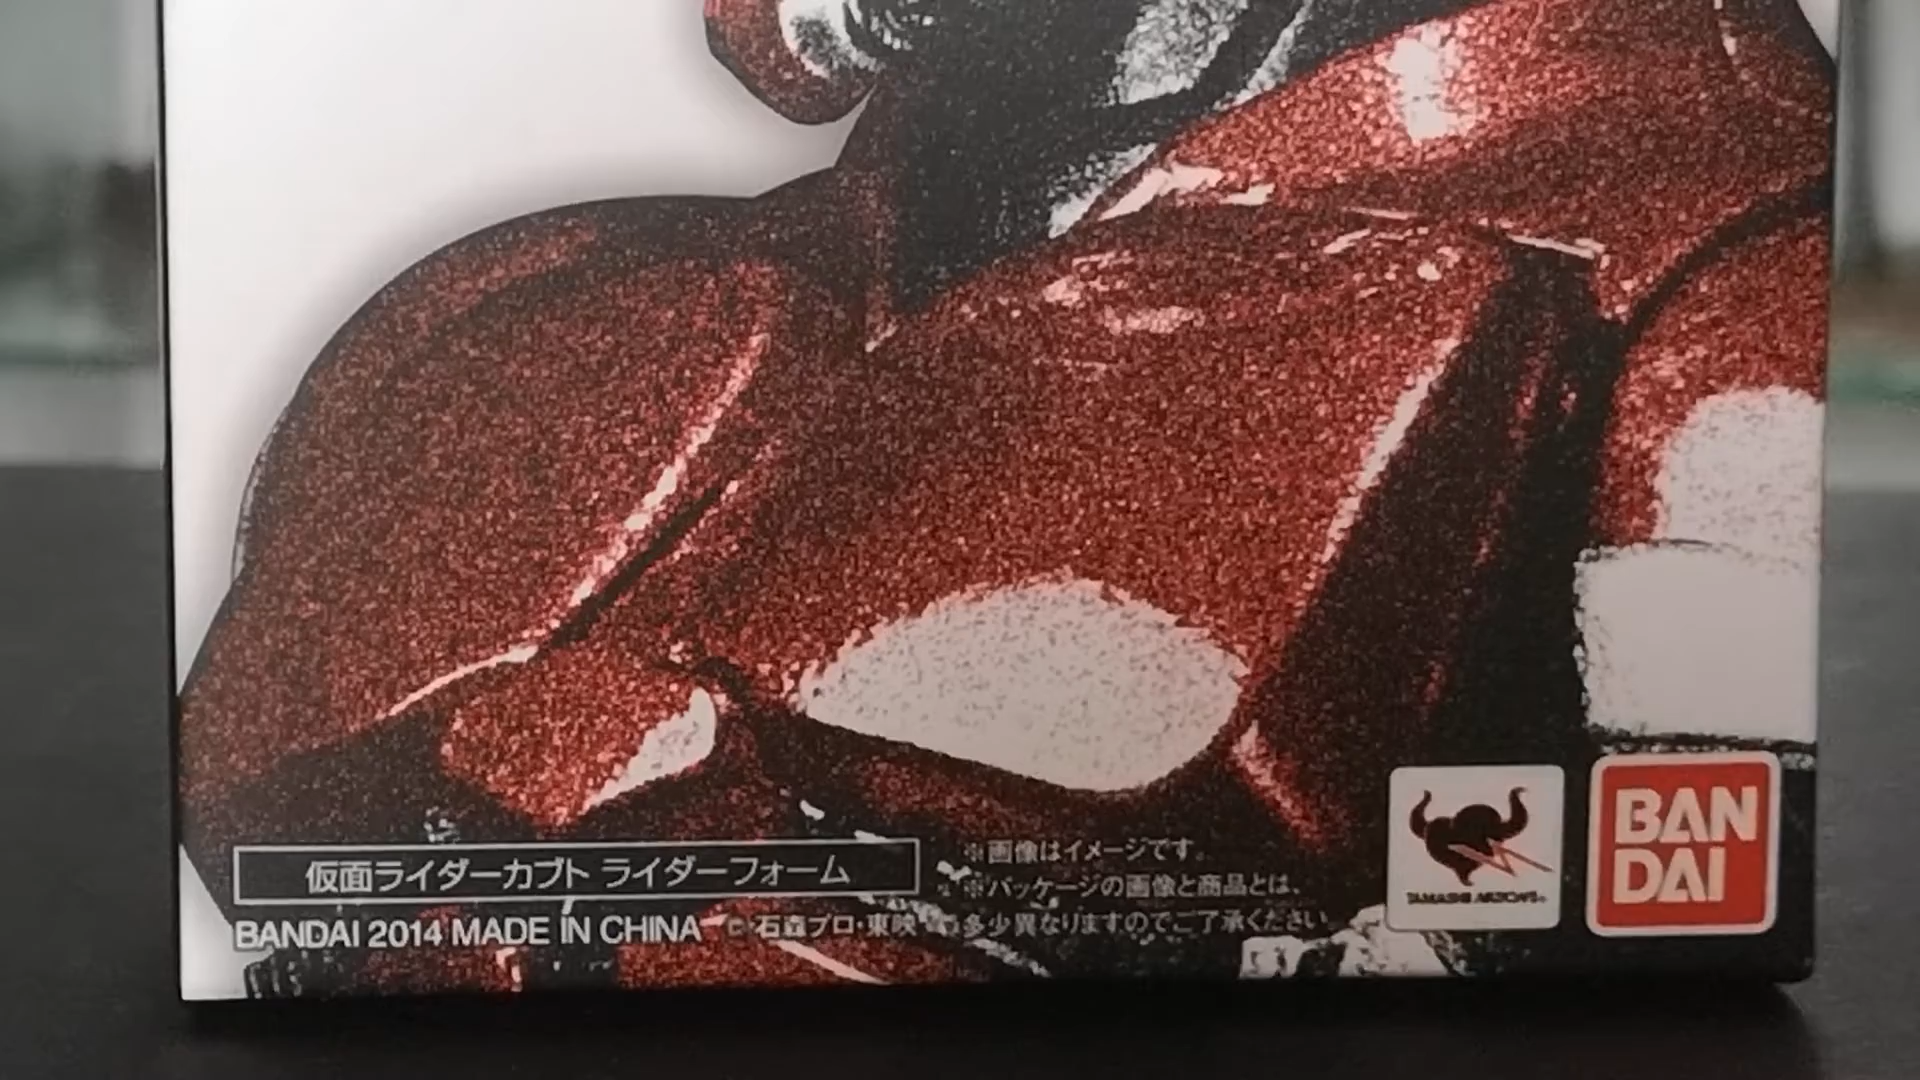 仮面ライダーカブト ライダーフォーム
BANDAI 2014 MADE IN CHINA
©石森プロ・東映
※画像はイメージです。
※パッケージの画像と商品とは、
多少異なりますのでご了承ください。
TAMASHII NATIONS
BAN
DAI